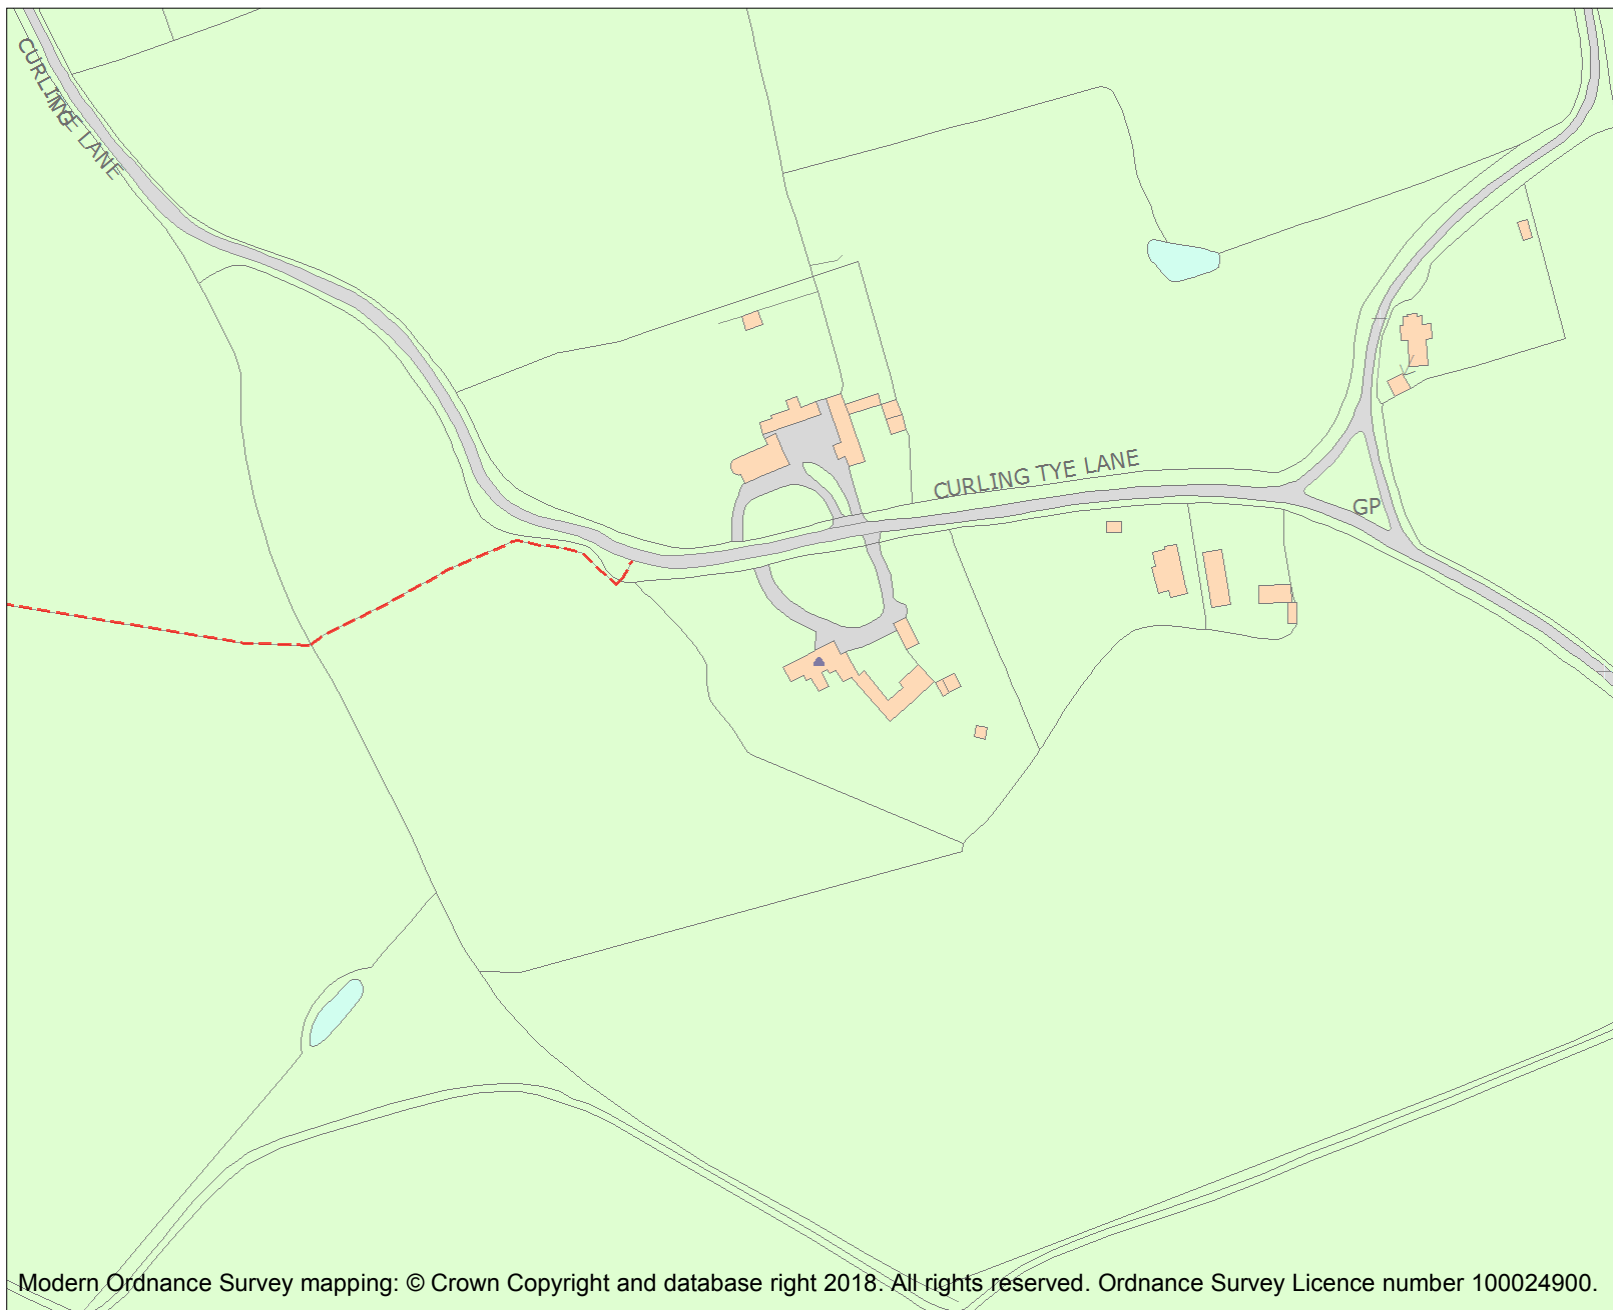 CURLING TYE LANE
CURLING TYE LANE
GP
Modern Ordnance Survey mapping: © Crown Copyright and database right 2018. All rights reserved. Ordnance Survey Licence number 100024900.